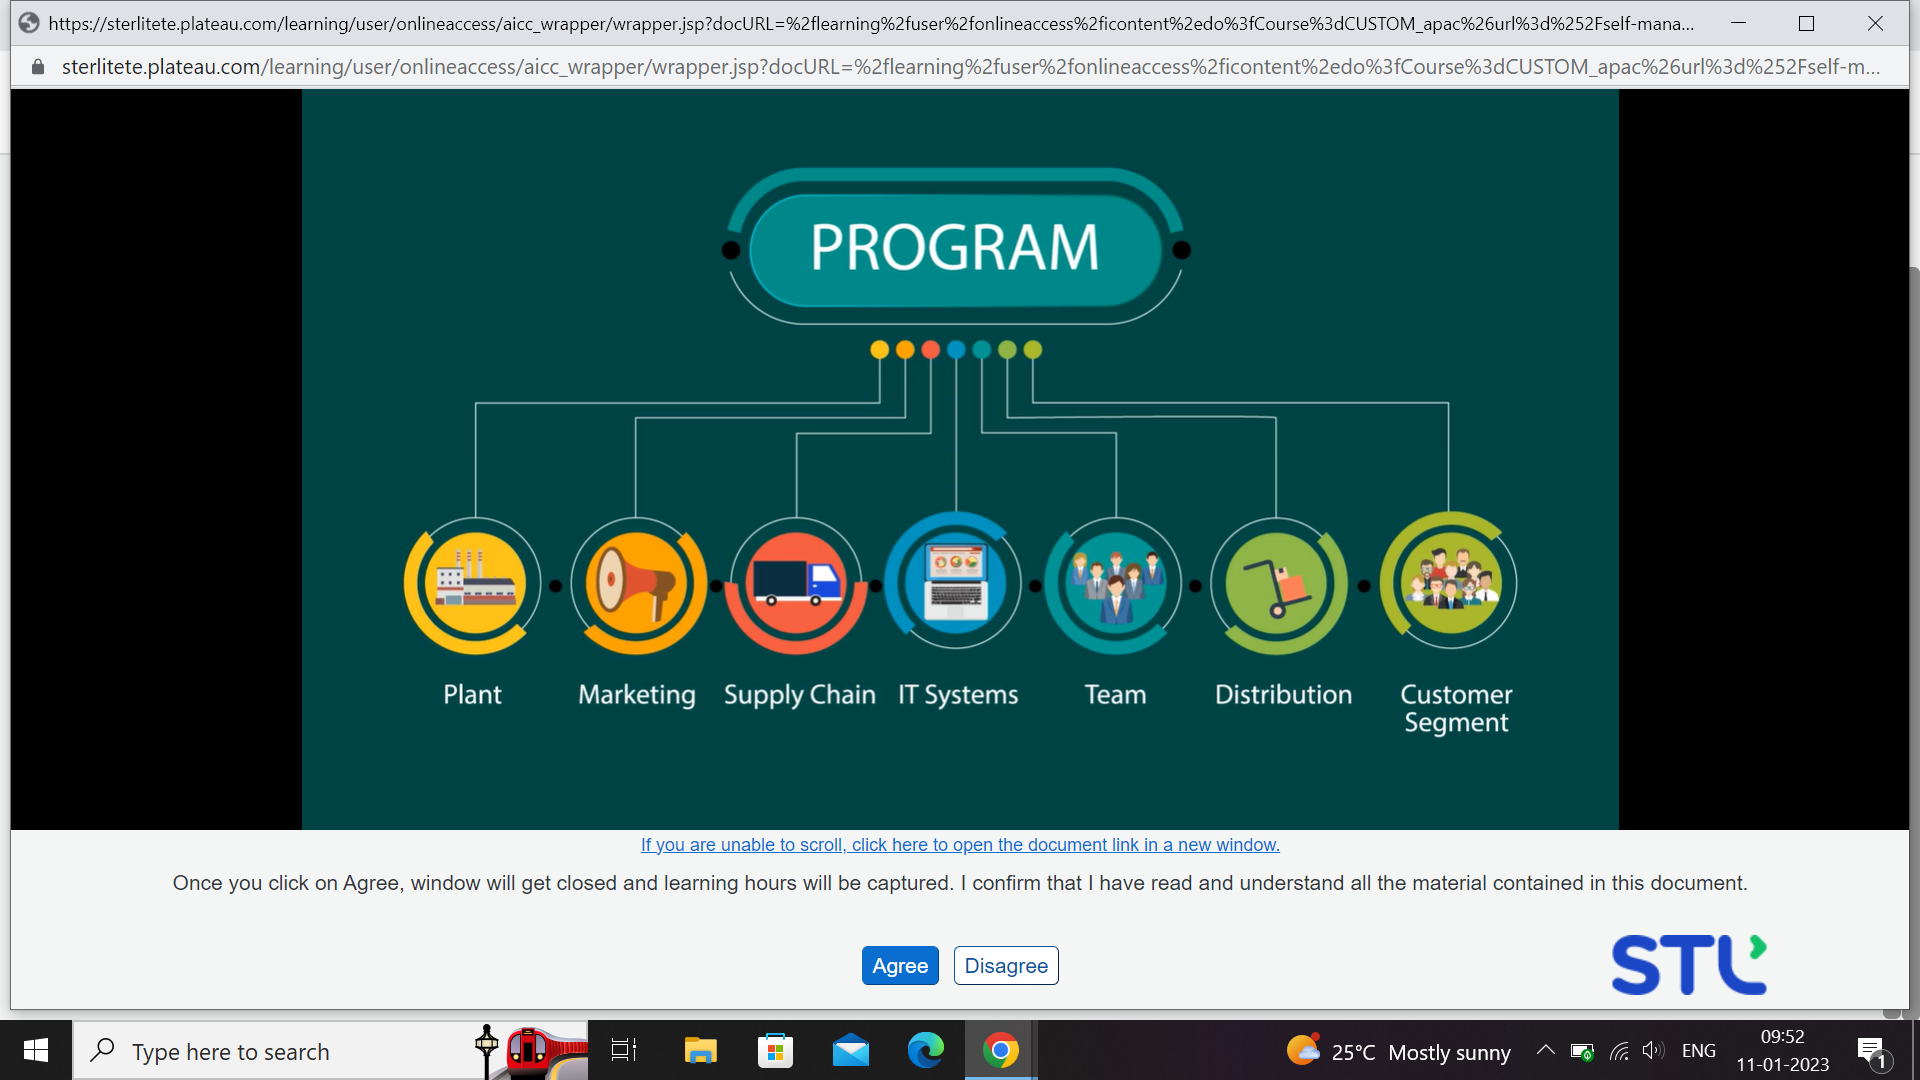 https://sterlitete.plateau.com/learning/user/onlineaccess/aicc_wrapper/wrapper.jsp?docURL=%2flearning%2fuser%2fonlineaccess%2ficontent%2edo%3fCourse%3dCUSTOM_apac%26url%3d%252Fself-mana...
sterlitete.plateau.com/learning/user/onlineaccess/aicc_wrapper/wrapper.jsp?docURL=%2flearning%2fuser%2fonlineaccess%2ficontent%2edo%3fCourse%3dCUSTOM_apac%26url%3d%252Fself-m...
PROGRAM
Plant Marketing Supply Chain IT Systems Team Distribution Customer
Segment
If you are unable to scroll, click here to open the document link in a new window.
Once you click on Agree, window will get closed and learning hours will be captured. I confirm that I have read and understand all the material contained in this document.
Agree Disagree
STL
Type here to search
25°C Mostly sunny
ENG
09:52
11-01-2023
1